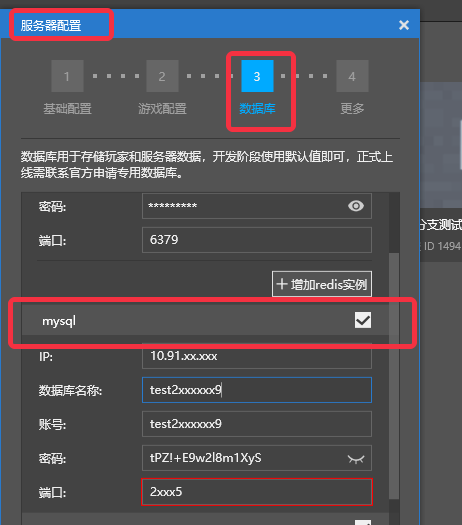 服务器配置
1
2
3
4
基础配置
游戏配置
数据库
更多
数据库用于存储玩家和服务器数据，开发阶段使用默认值即可，正式上
线需联系官方申请专用数据库。
密码:
*********
端口:
6379
+增加redis实例
mysql
IP:
10.91.xx.xxx
数据库名称:
test2xxxxxx9
账号:
test2xxxxxx9
密码:
tPZ!+E9w2l8m1XyS
端口:
2xxx5
分支测试
ID 1494